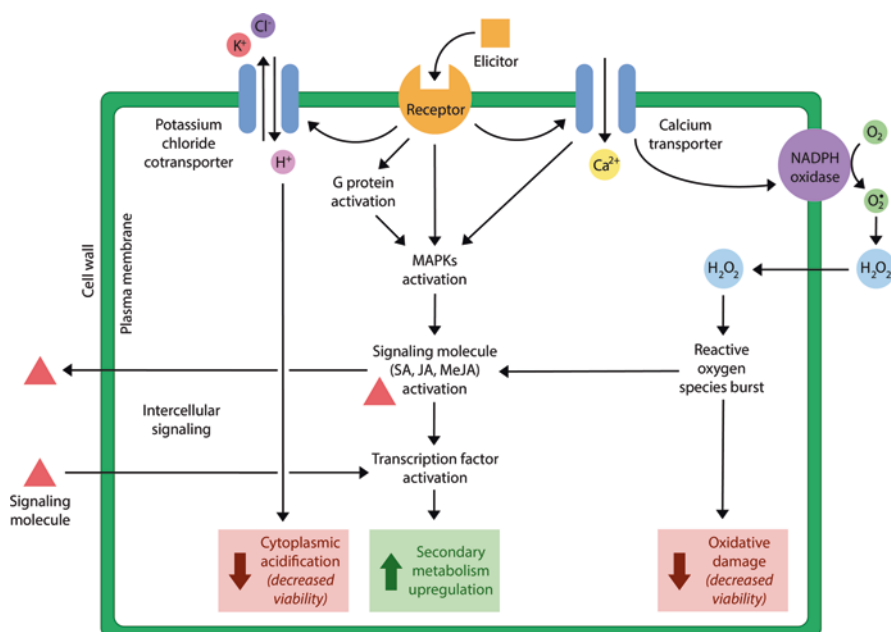 Cl⁻
K⁺
Elicitor
Receptor
Potassium
chloride
cotransporter
H⁺
G protein
activation
Ca²⁺
Calcium
transporter
NADPH
oxidase
O₂
O₂•
H₂O₂
H₂O₂
MAPKs
activation
Cell wall
Plasma membrane
Signaling molecule
(SA, JA, MeJA)
activation
Reactive
oxygen
species burst
Intercellular
signaling
Transcription factor
activation
Signaling
molecule
Cytoplasmic
acidification
(decreased
viability)
Secondary
metabolism
upregulation
Oxidative
damage
(decreased
viability)